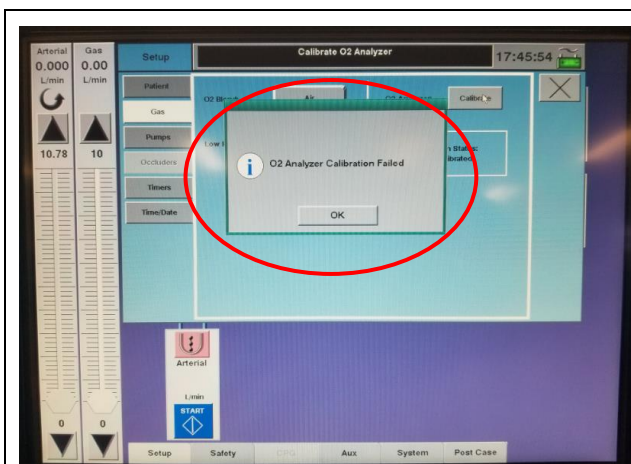 Arterial
0.000
L/min
Gas
0.00
L/min
10.78
10
0
0
Setup
Calibrate O2 Analyzer
17:45:54
Patient
Gas
Pumps
Occluders
Timers
Time/Date
Air
Calibrate
O2 Analyzer Calibration Failed
OK
Arterial
L/min
START
Setup
Safety
Aux
System
Post Case